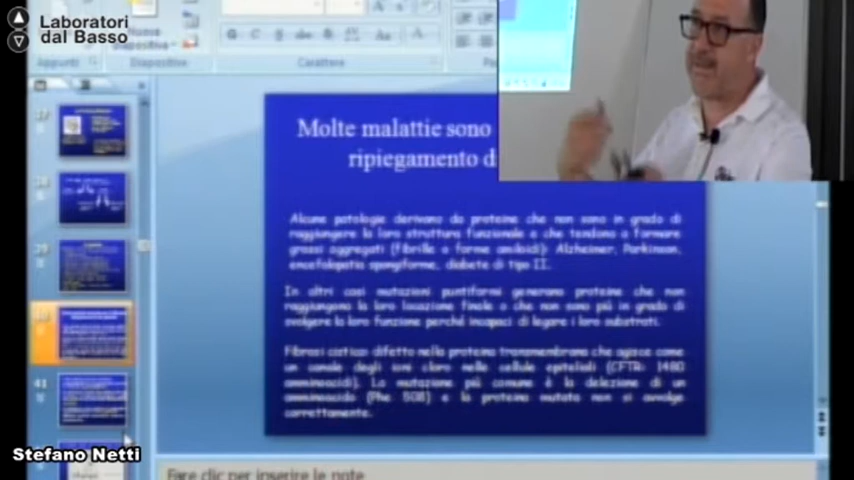 Laboratori
dal Basso
Nuova
Diapositiva
Appunti
Diapositive
Carattere
Molte malattie sono
ripiegamento di
Alcune patologie derivano da proteine che non sono in grado di
raggiungere la loro struttura funzionale e che tendono a formare
grossi aggregati (fibrille o forme amiloidi): Alzheimer, Parkinson,
encefalopatia spongiforme, diabete di tipo II.
In altri casi mutazioni puntiformi generano proteine che non
raggiungono la loro locazione finale o che non sono più in grado di
svolgere la loro funzione perché incapaci di legare i loro substrati.
Fibrosi cistica: difetto nella proteina transmembrana che agisce come
un canale degli ioni cloro nelle cellule epiteliali (CFTR: 1480
amminoacidi). La mutazione più comune è la delezione di un
amminoacido (Phe 508) e la proteina mutata non si avvolge
correttamente.
41
Stefano Netti
Fare clic per inserire le note